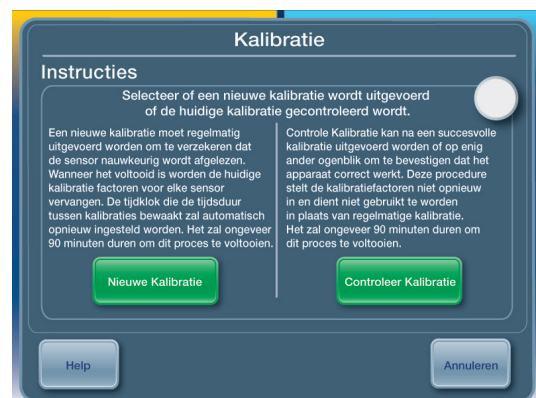 Kalibratie
Instructies
Selecteer of een nieuwe kalibratie wordt uitgevoerd
of de huidige kalibratie gecontroleerd wordt.
Een nieuwe kalibratie moet regelmatig
uitgevoerd worden om te verzekeren dat
de sensor nauwkeurig wordt afgelezen.
Wanneer het voltooid is worden de huidige
kalibratie factoren voor elke sensor
vervangen. De tijdklok die de tijdsduur
tussen kalibraties bewaakt zal automatisch
opnieuw ingesteld worden. Het zal ongeveer
90 minuten duren om dit proces te voltooien.
Nieuwe Kalibratie
Controle Kalibratie kan na een succesvolle
kalibratie uitgevoerd worden of op enig
ander ogenblik om te bevestigen dat het
apparaat correct werkt. Deze procedure
stelt de kalibratiefactoren niet opnieuw
in en dient niet gebruikt te worden
in plaats van regelmatige kalibratie.
Het zal ongeveer 90 minuten duren om
dit proces te voltooien.
Controleer Kalibratie
Help
Annuleren